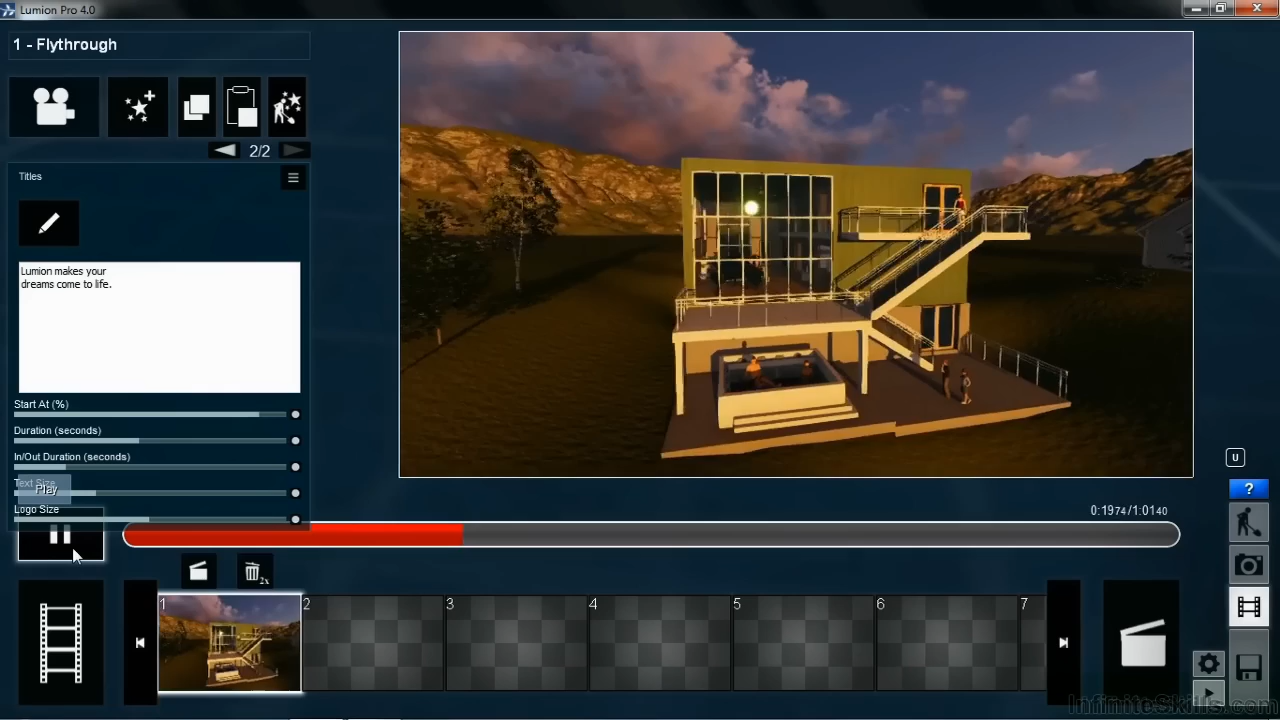 Lumion Pro 4.0
1 - Flythrough
2/2
Titles
Lumion makes your
dreams come to life.
Start At (%)
Duration (seconds)
In/Out Duration (seconds)
Text Size
Play
Logo Size
U
?
0:1974/1:0140
2x
1 2 3 4 5 6 7
InfiniteSkills.com